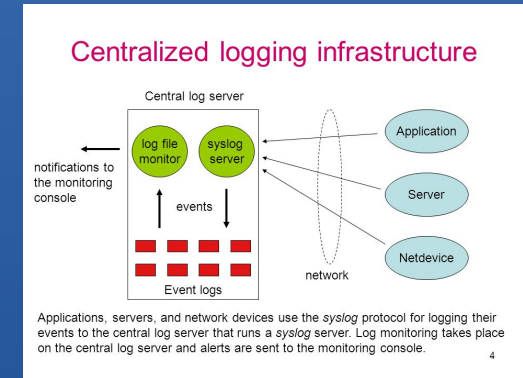 Centralized logging infrastructure
Central log server
log file
monitor
syslog
server
notifications to
the monitoring
console
events
Event logs
network
Application
Server
Netdevice
Applications, servers, and network devices use the syslog protocol for logging their
events to the central log server that runs a syslog server. Log monitoring takes place
on the central log server and alerts are sent to the monitoring console.
4